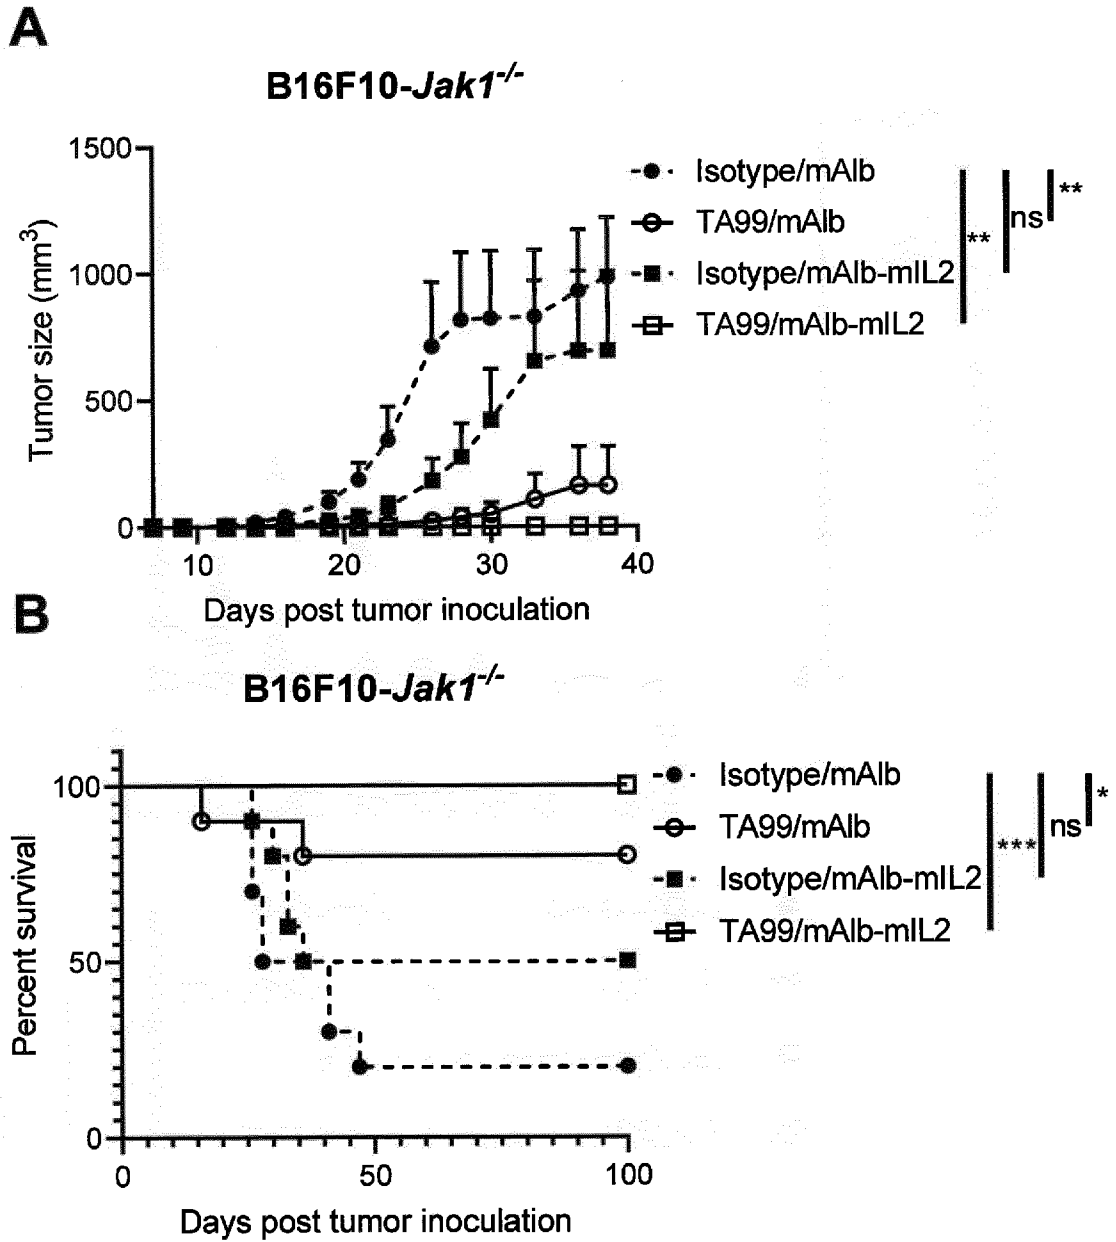 A
B16F10-Jak1-/-
1500
1000
500
0
Tumor size (mm3)
10 20 30 40
Days post tumor inoculation
Isotype/mAlb
TA99/mAlb
Isotype/mAlb-mIL2
TA99/mAlb-mIL2
** ns **
B
B16F10-Jak1-/-
100
50
0
Percent survival
0 50 100
Days post tumor inoculation
Isotype/mAlb
TA99/mAlb
Isotype/mAlb-mIL2
TA99/mAlb-mIL2
*** ns *